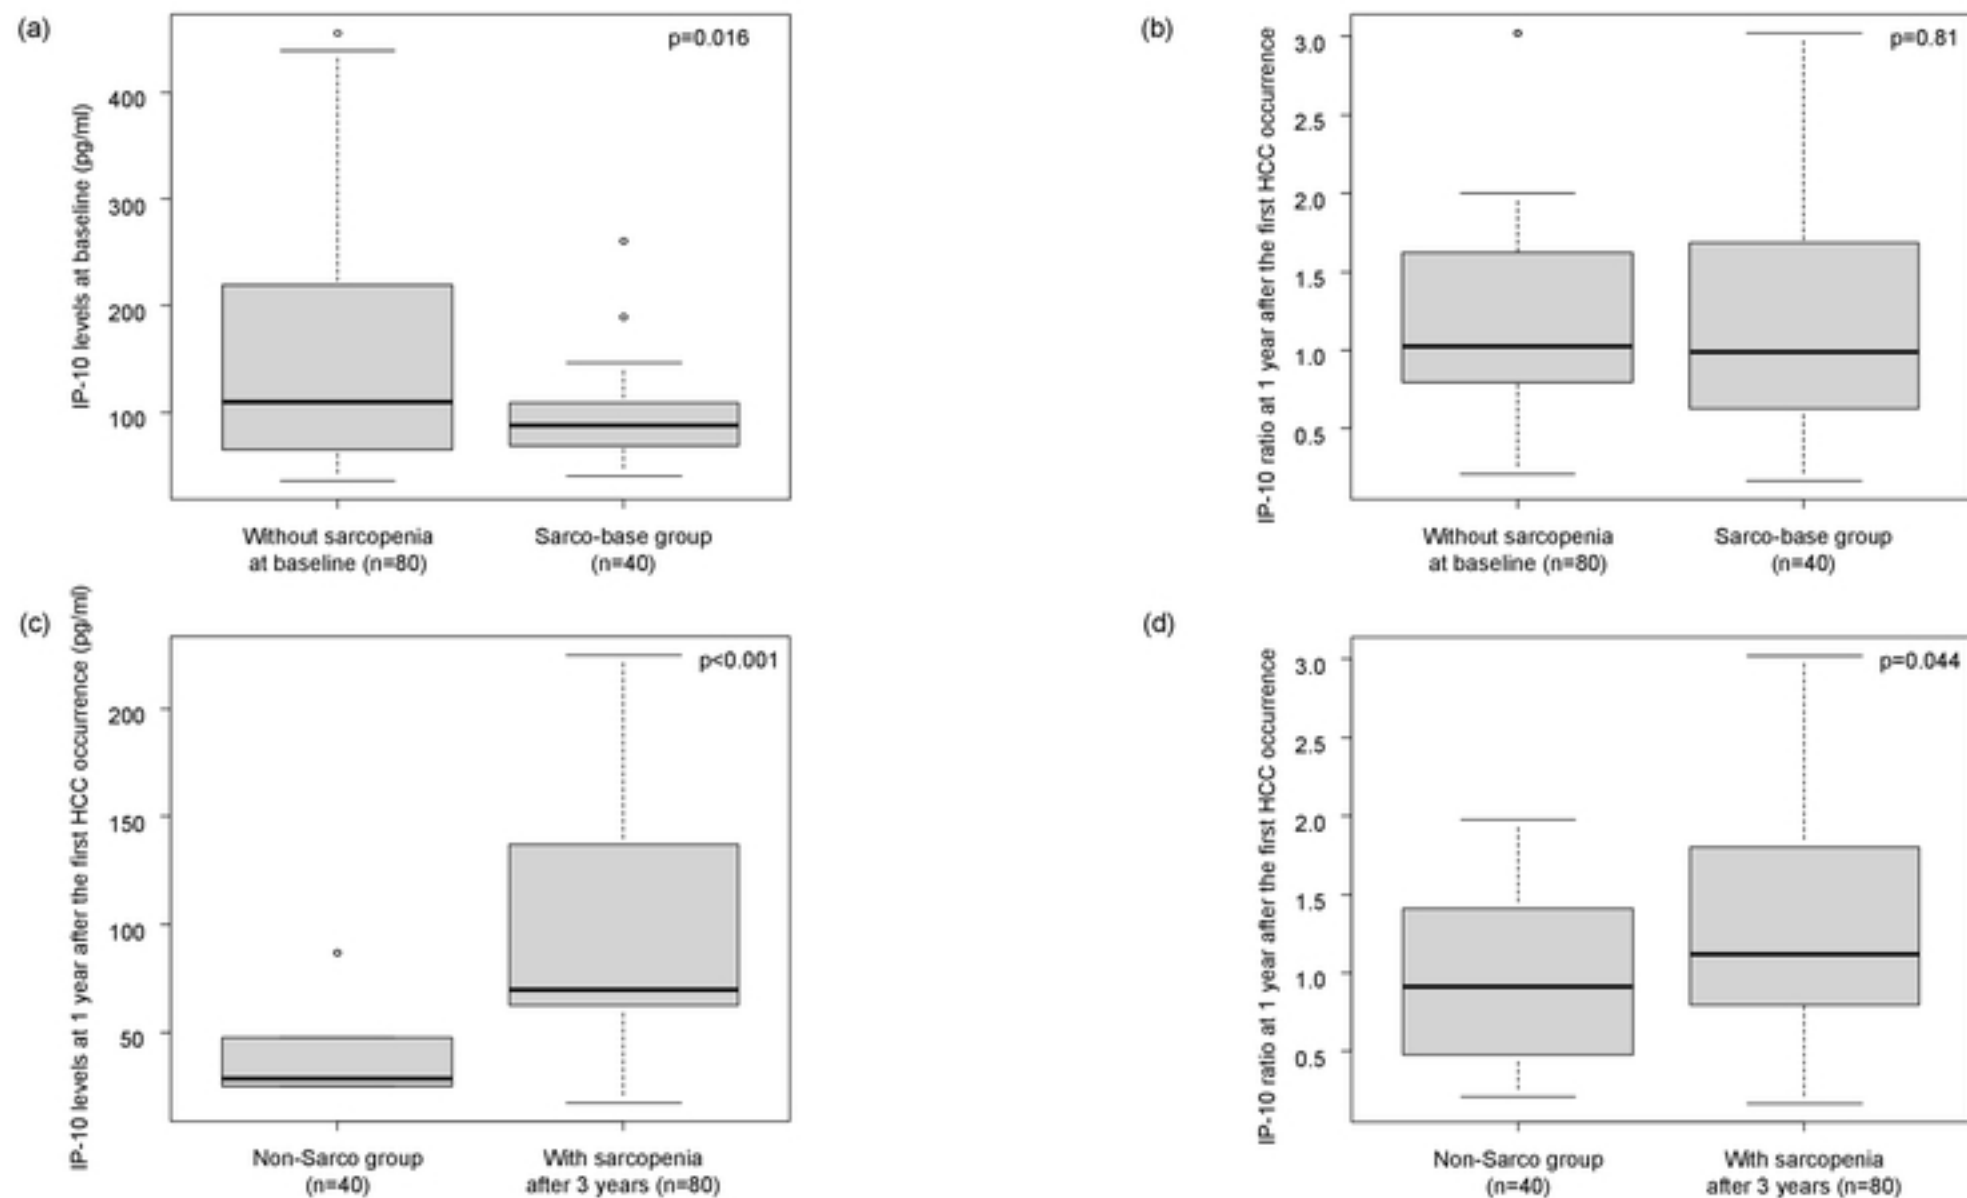 (a)
p=0.016
IP-10 levels at baseline (pg/ml)
400
300
200
100
Without sarcopenia
at baseline (n=80)
Sarco-base group
(n=40)
(b)
p=0.81
IP-10 ratio at 1 year after the first HCC occurrence
3.0
2.5
2.0
1.5
1.0
0.5
Without sarcopenia
at baseline (n=80)
Sarco-base group
(n=40)
(c)
p<0.001
IP-10 levels at 1 year after the first HCC occurrence (pg/ml)
200
150
100
50
Non-Sarco group
(n=40)
With sarcopenia
after 3 years (n=80)
(d)
p=0.044
IP-10 ratio at 1 year after the first HCC occurrence
3.0
2.5
2.0
1.5
1.0
0.5
Non-Sarco group
(n=40)
With sarcopenia
after 3 years (n=80)